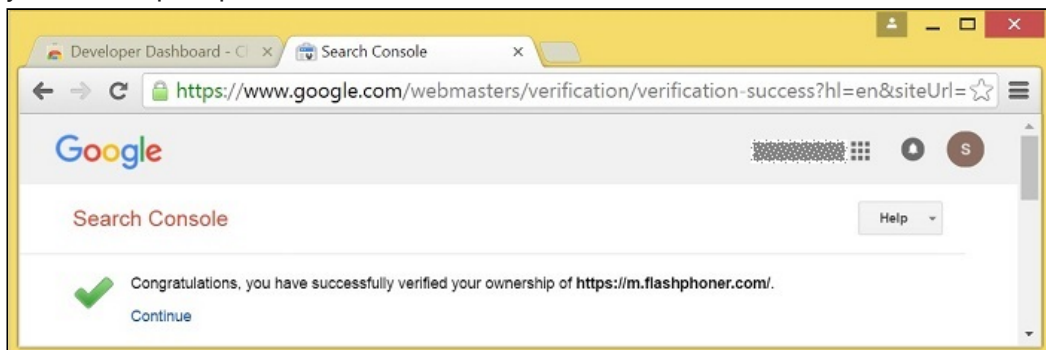 Developer Dashboard - C
Search Console
https://www.google.com/webmasters/verification/verification-success?hl=en&siteUrl=
Google
S
Search Console
Help
Congratulations, you have successfully verified your ownership of https://m.flashphoner.com/.
Continue